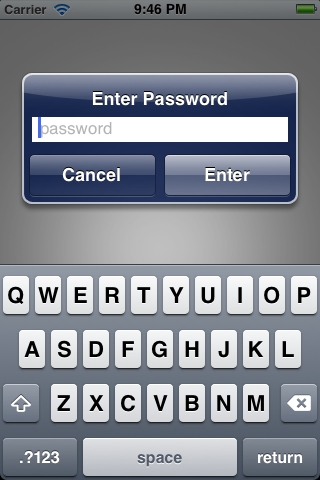 Carrier 9:46 PM
Enter Password
password
Cancel Enter
Q W E R T Y U I O P
A S D F G H J K L
Z X C V B N M
.?123 space return